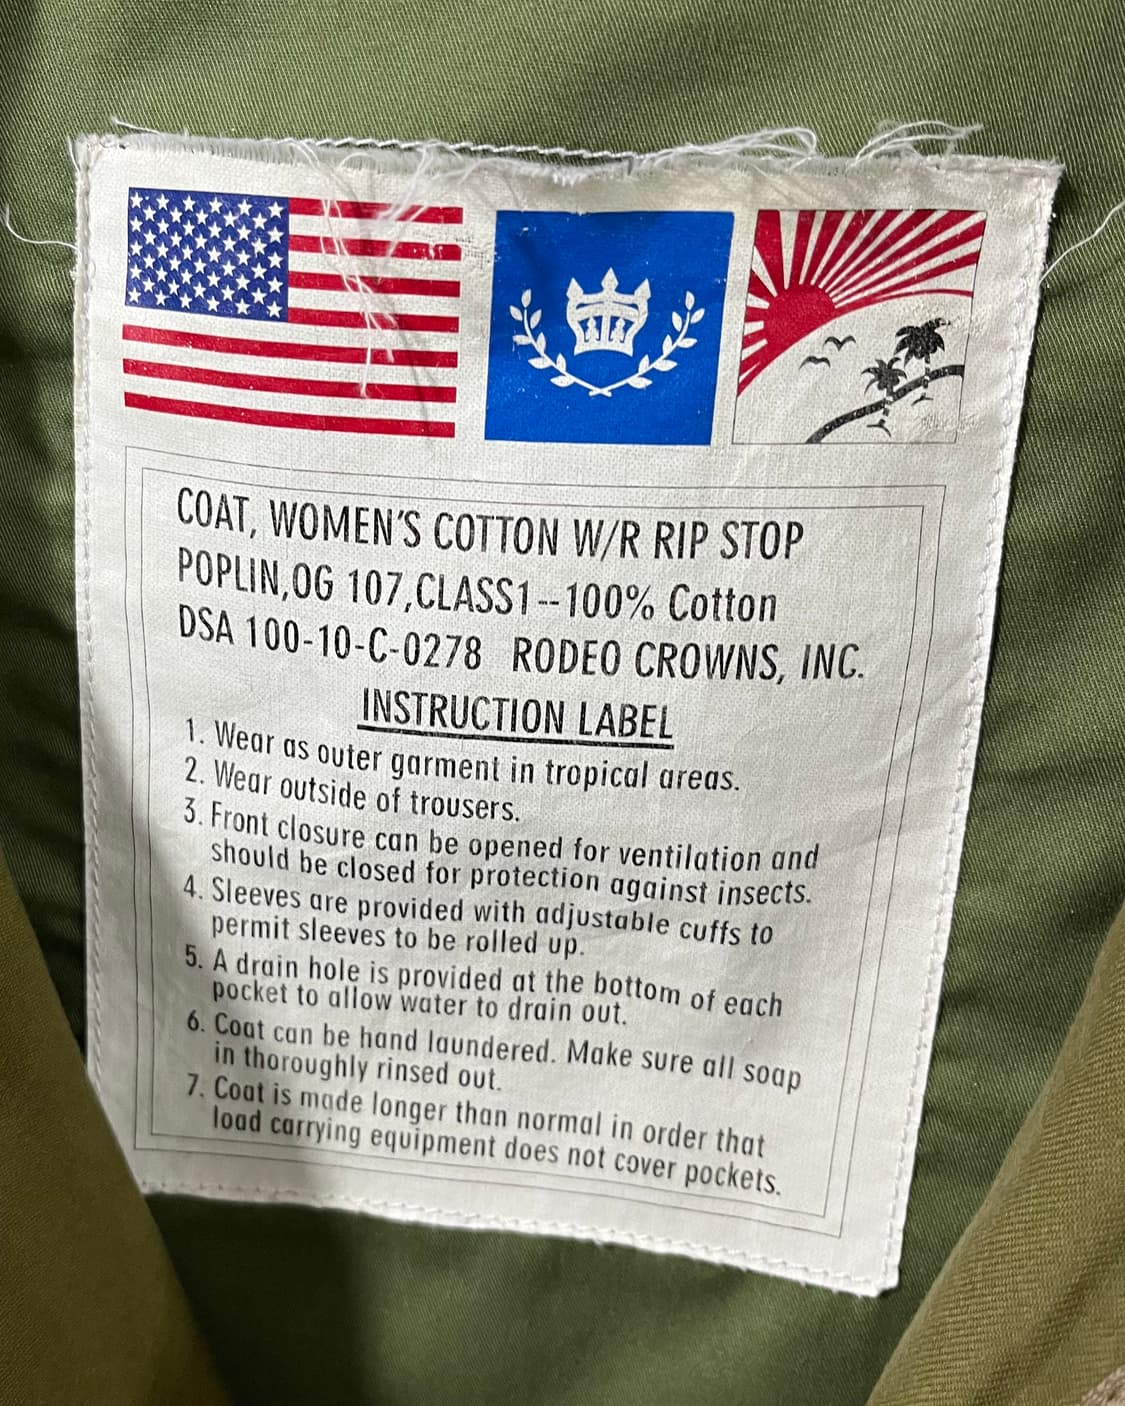 COAT, WOMEN'S COTTON W/R RIP STOP
POPLIN,OG 107,CLASS1--100% Cotton
DSA 100-10-C-0278 RODEO CROWNS, INC.
INSTRUCTION LABEL
1. Wear as outer garment in tropical areas.
2. Wear outside of trousers.
3. Front closure can be opened for ventilation and
should be closed for protection against insects.
4. Sleeves are provided with adjustable cuffs to
permit sleeves to be rolled up.
5. A drain hole is provided at the bottom of each
pocket to allow water to drain out.
6. Coat can be hand laundered. Make sure all soap
in thoroughly rinsed out.
7. Coat is made longer than normal in order that
load carrying equipment does not cover pockets.